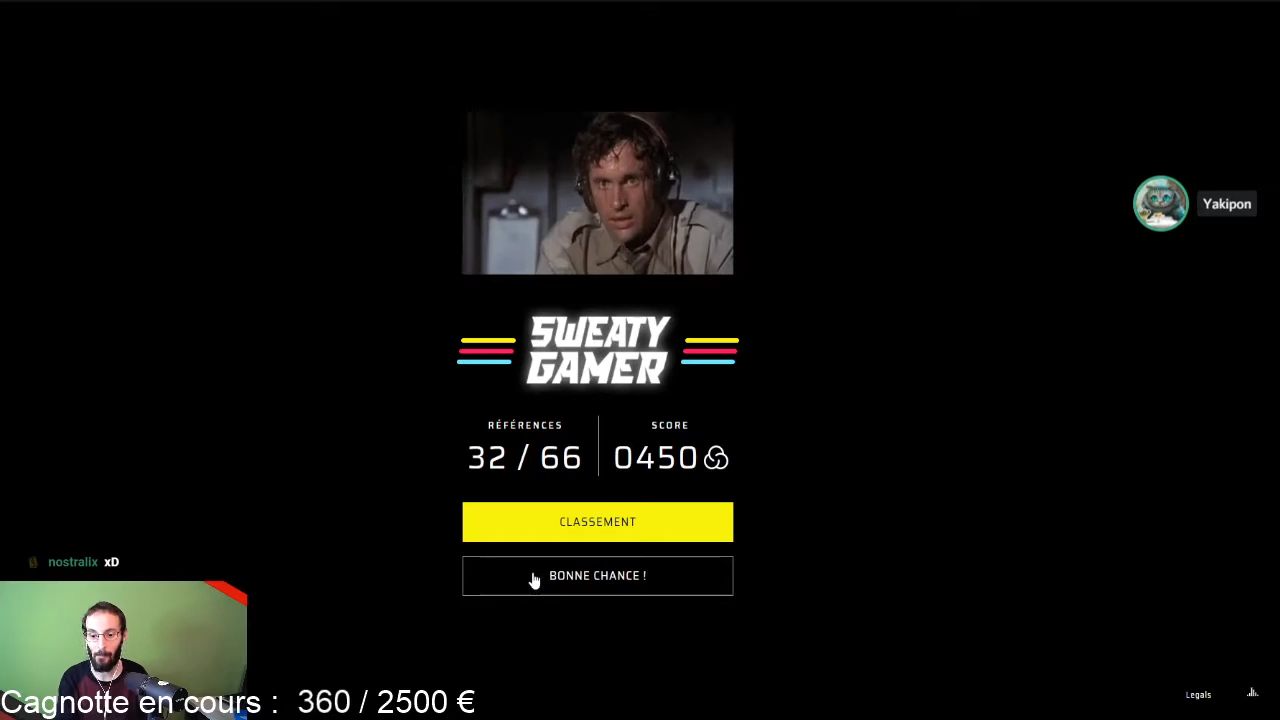 Yakipon
SWEATY
GAMER
RÉFÉRENCES
SCORE
32 / 66
0450
CLASSEMENT
BONNE CHANCE !
nostralix xD
Cagnotte en cours : 360 / 2500 €
Legals